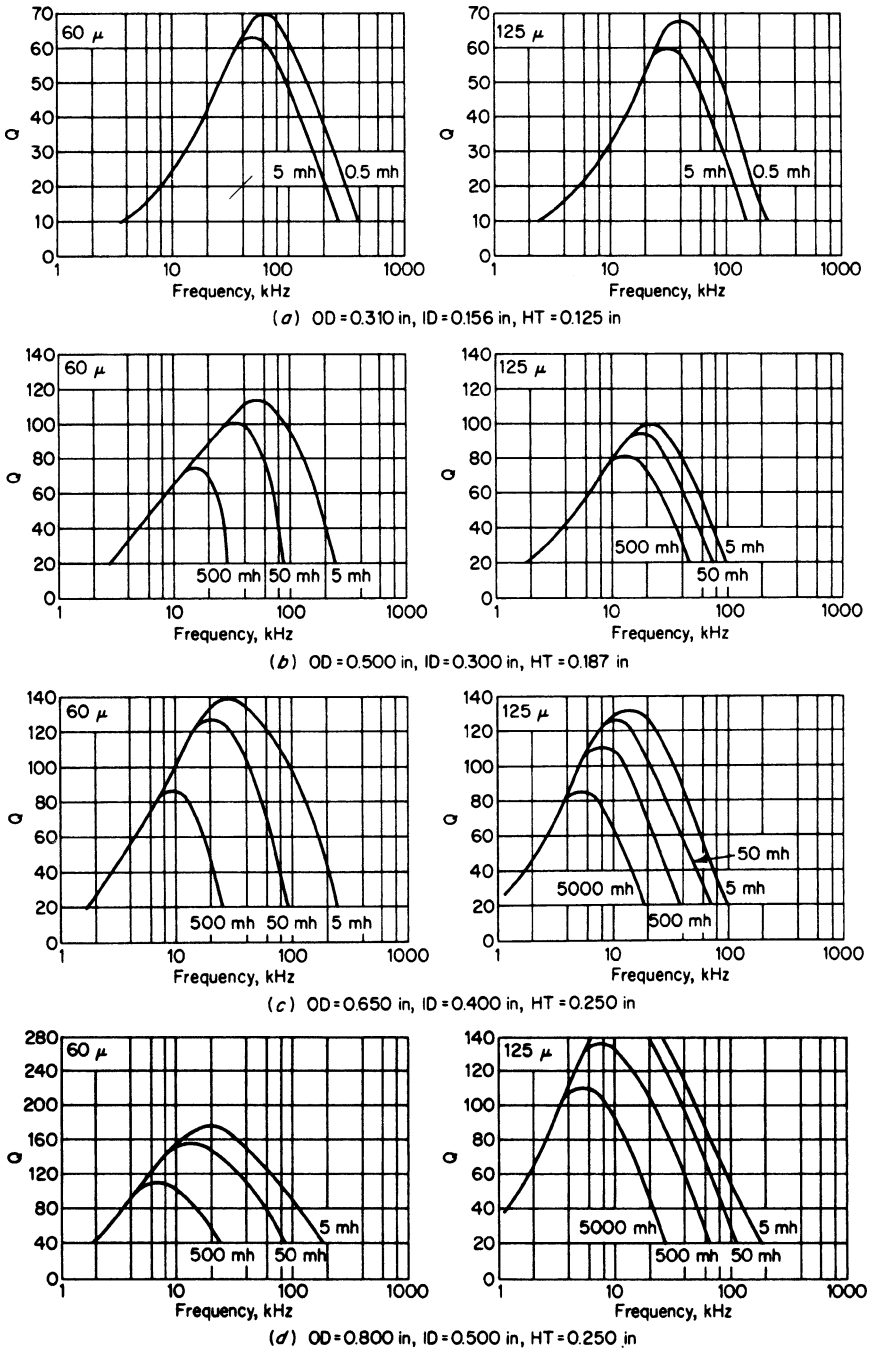 70
60
50
40
30
20
10
0
Q
60 μ
5 mh
0.5 mh
1
10
100
1000
Frequency, kHz
70
60
50
40
30
20
10
0
Q
125 μ
5 mh
0.5 mh
1
10
100
1000
Frequency, kHz
(a) OD=0.310 in, ID=0.156 in, HT=0.125 in
140
120
100
80
60
40
20
0
Q
60 μ
500 mh
50 mh
5 mh
1
10
100
1000
Frequency, kHz
140
120
100
80
60
40
20
0
Q
125 μ
500 mh
5 mh
50 mh
1
10
100
1000
Frequency, kHz
(b) OD=0.500 in, ID=0.300 in, HT=0.187 in
140
120
100
80
60
40
20
0
Q
60 μ
500 mh
50 mh
5 mh
1
10
100
1000
Frequency, kHz
140
120
100
80
60
40
20
0
Q
125 μ
50 mh
5000 mh
5 mh
500 mh
1
10
100
1000
Frequency, kHz
(c) OD=0.650 in, ID=0.400 in, HT=0.250 in
280
240
200
160
120
80
40
0
Q
60 μ
5 mh
500 mh
50 mh
1
10
100
1000
Frequency, kHz
140
120
100
80
60
40
20
0
Q
125 μ
5000 mh
5 mh
500 mh
50 mh
1
10
100
1000
Frequency, kHz
(d) OD=0.800 in, ID=0.500 in, HT=0.250 in